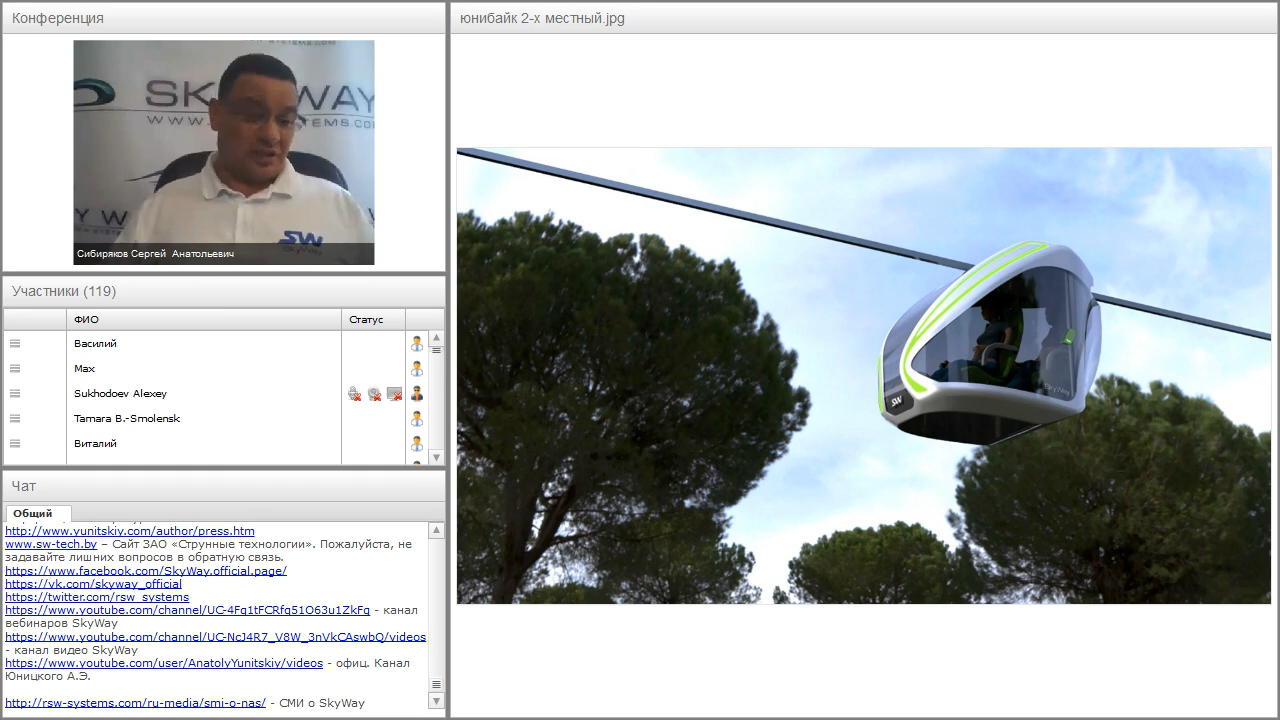 Конференция
SKYWAY
Сибиряков Сергей Анатольевич
SW
SkyWay
Участники (119)
ФИО
Статус
Василий
Max
Sukhodoev Alexey
Tamara B.-Smolensk
Виталий
Чат
Общий
http://www.yunitskiy.com/author/press.htm
www.sw-tech.by – Сайт ЗАО «Струнные технологии». Пожалуйста, не
задавайте лишних вопросов в обратную связь.
https://www.facebook.com/SkyWay.official.page/
https://vk.com/skyway_official
https://twitter.com/rsw_systems
https://www.youtube.com/channel/UC-4Fq1tFCRfq51O63u1ZkFg - канал
вебинаров SkyWay
https://www.youtube.com/channel/UC-NcJ4R7_V8W_3nVkCAswbQ/videos
- канал видео SkyWay
https://www.youtube.com/user/AnatolyYunitskiy/videos - офиц. Канал
Юницкого А.Э.
http://rsw-systems.com/ru-media/smi-o-nas/ - СМИ о SkyWay
юнибайк 2-х местный.jpg
SkyWay
SW